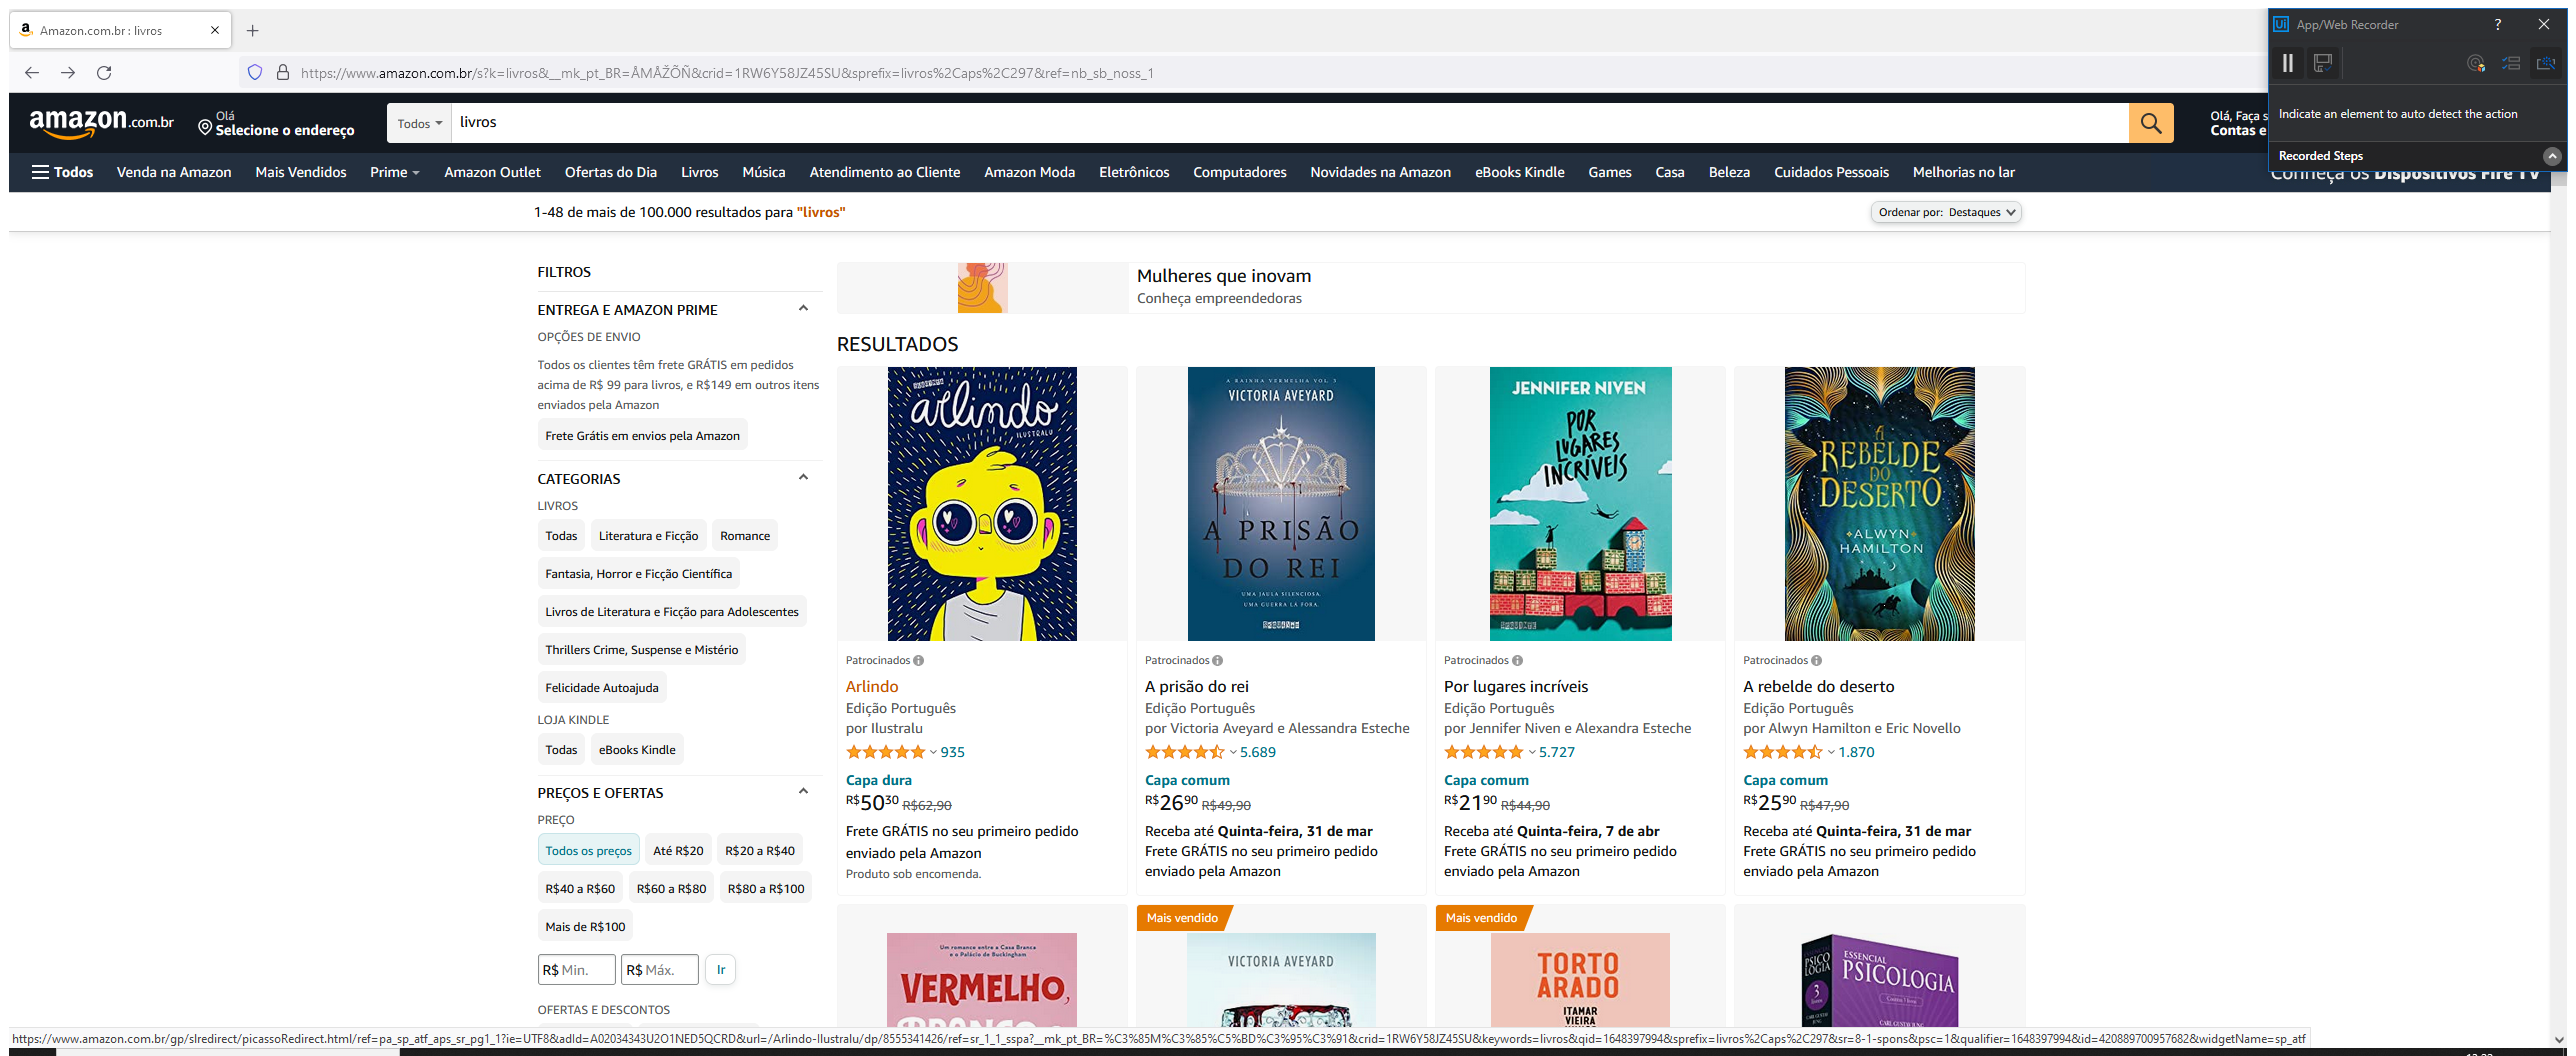 Amazon.com.br : livros
https://www.amazon.com.br/s?k=livros&__mk_pt_BR=ÅMÅŽÕÑ&crid=1RW6Y58JZ45SU&sprefix=livros%2Caps%2C297&ref=nb_sb_noss_1
Ui App/Web Recorder ?
Indicate an element to auto detect the action
Recorded Steps
amazon.com.br
Olá
Selecione o endereço
Todos
livros
Olá, Faça s
Contas e
Todos Venda na Amazon Mais Vendidos Prime Amazon Outlet Ofertas do Dia Livros Música Atendimento ao Cliente Amazon Moda Eletrônicos Computadores Novidades na Amazon eBooks Kindle Games Casa Beleza Cuidados Pessoais Melhorias no lar Conheça os Dispositivos Fire TV
1-48 de mais de 100.000 resultados para "livros"
Ordenar por: Destaques
FILTROS
ENTREGA E AMAZON PRIME
OPÇÕES DE ENVIO
Todos os clientes têm frete GRÁTIS em pedidos
acima de R$ 99 para livros, e R$149 em outros itens
enviados pela Amazon
Frete Grátis em envios pela Amazon
CATEGORIAS
LIVROS
Todas Literatura e Ficção Romance
Fantasia, Horror e Ficção Científica
Livros de Literatura e Ficção para Adolescentes
Thrillers Crime, Suspense e Mistério
Felicidade Autoajuda
LOJA KINDLE
Todas eBooks Kindle
PREÇOS E OFERTAS
PREÇO
Todos os preços Até R$20 R$20 a R$40
R$40 a R$60 R$60 a R$80 R$80 a R$100
Mais de R$100
R$ Min. R$ Máx. Ir
OFERTAS E DESCONTOS
Mulheres que inovam
Conheça empreendedoras
RESULTADOS
arlindo
ILUSTRALU
Patrocinados
Arlindo
Edição Português
por Ilustralu
935
Capa dura
R$5030 R$62,90
Frete GRÁTIS no seu primeiro pedido
enviado pela Amazon
Produto sob encomenda.
A RAINHA VERMELHA VOL. 3
VICTORIA AVEYARD
A PRISÃO
DO REI
UMA JAULA SILENCIOSA.
UMA GUERRA LÁ FORA.
Patrocinados
A prisão do rei
Edição Português
por Victoria Aveyard e Alessandra Esteche
5.689
Capa comum
R$2690 R$49,90
Receba até Quinta-feira, 31 de mar
Frete GRÁTIS no seu primeiro pedido
enviado pela Amazon
JENNIFER NIVEN
POR
LUGARES
INCRÍVEIS
Patrocinados
Por lugares incríveis
Edição Português
por Jennifer Niven e Alexandra Esteche
5.727
Capa comum
R$2190 R$44,90
Receba até Quinta-feira, 7 de abr
Frete GRÁTIS no seu primeiro pedido
enviado pela Amazon
A
REBELDE
DO
DESERTO
ALWYN
HAMILTON
Patrocinados
A rebelde do deserto
Edição Português
por Alwyn Hamilton e Eric Novello
1.870
Capa comum
R$2590 R$47,90
Receba até Quinta-feira, 31 de mar
Frete GRÁTIS no seu primeiro pedido
enviado pela Amazon
Um romance entre a Casa Branca
e o Palácio de Buckingham
VERMELHO,
BRANCO
Mais vendido
VICTORIA AVEYARD
Mais vendido
TORTO
ARADO
ITAMAR
VIEIRA
ESSENCIAL
PSICOLOGIA
PSICO
LOGIA
3
CARL GUSTAV JUNG
https://www.amazon.com.br/gp/slredirect/picassoRedirect.html/ref=pa_sp_atf_aps_sr_pg1_1?ie=UTF8&adId=A02034343U2O1NED5QCRD&url=/Arlindo-Ilustralu/dp/8555341426/ref=sr_1_1_sspa?__mk_pt_BR=%C3%85M%C3%85%C5%BD%C3%95%C3%91&crid=1RW6Y58JZ45SU&keywords=livros&qid=1648397994&sprefix=livros%2Caps%2C297&sr=8-1-spons&psc=1&qualifier=1648397994&id=420889700957682&widgetName=sp_atf